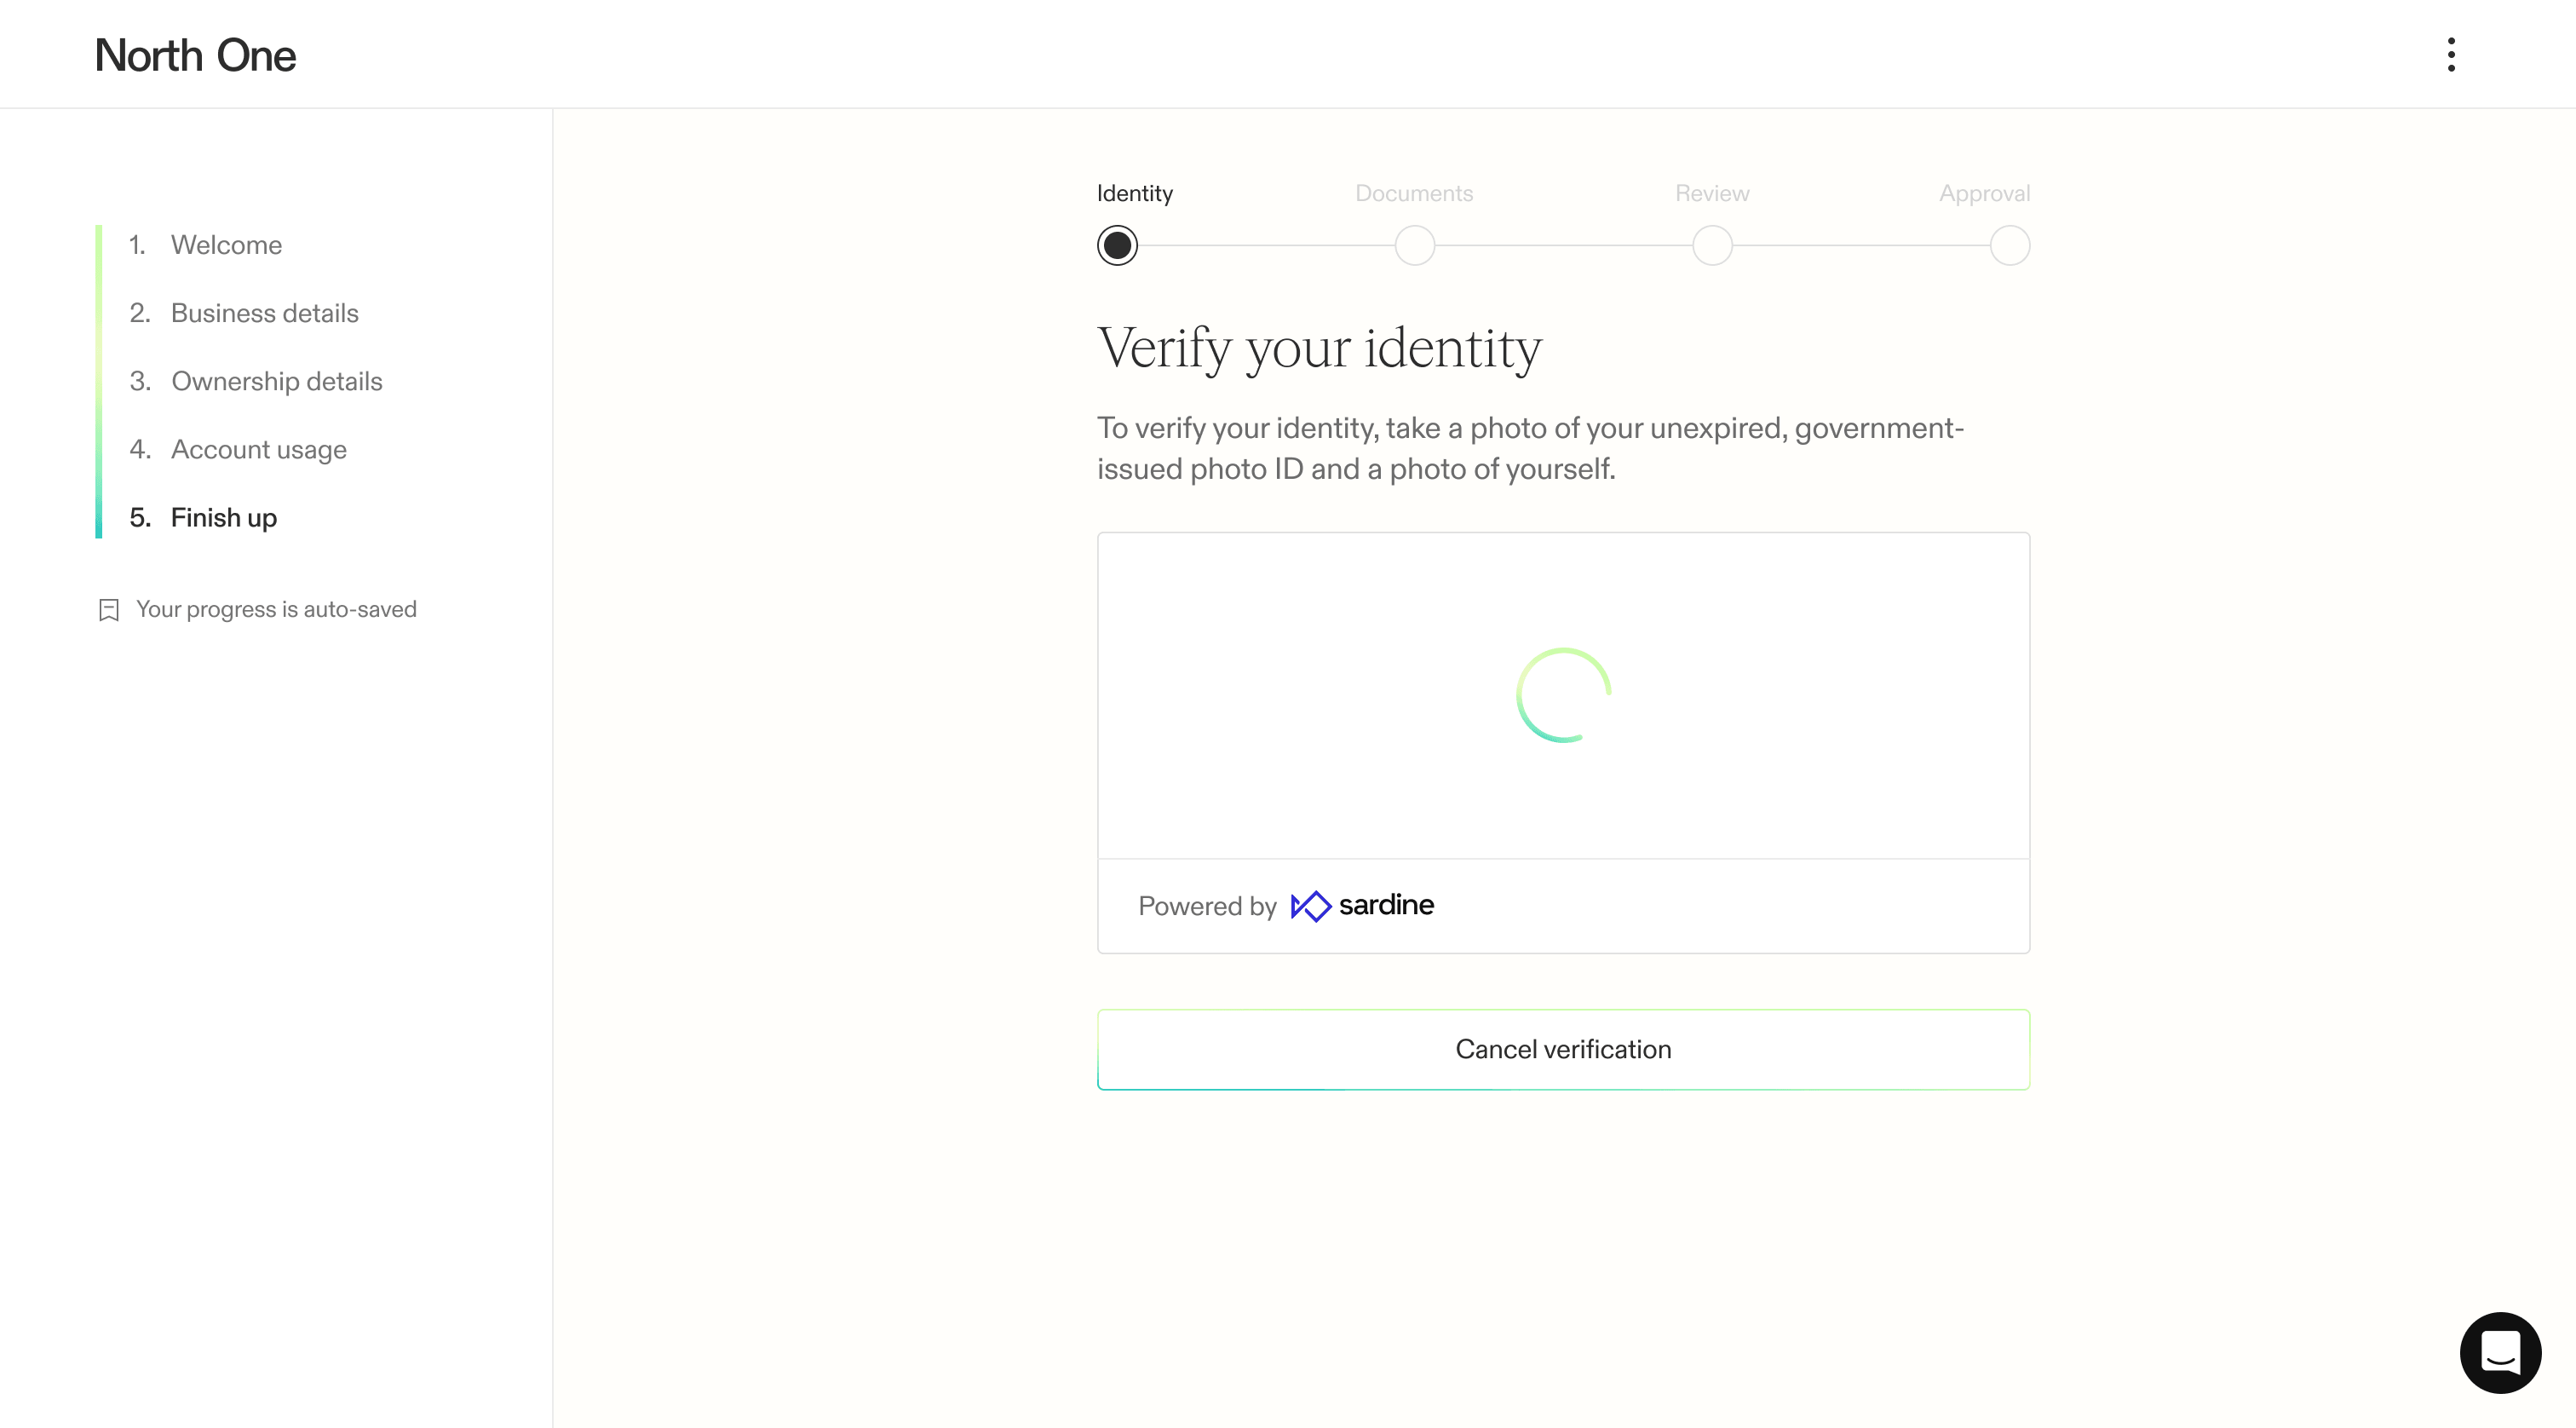 North One
1. Welcome
2. Business details
3. Ownership details
4. Account usage
5. Finish up
Your progress is auto-saved
Identity
Documents
Review
Approval
Verify your identity
To verify your identity, take a photo of your unexpired, government-
issued photo ID and a photo of yourself.
Powered by sardine
Cancel verification